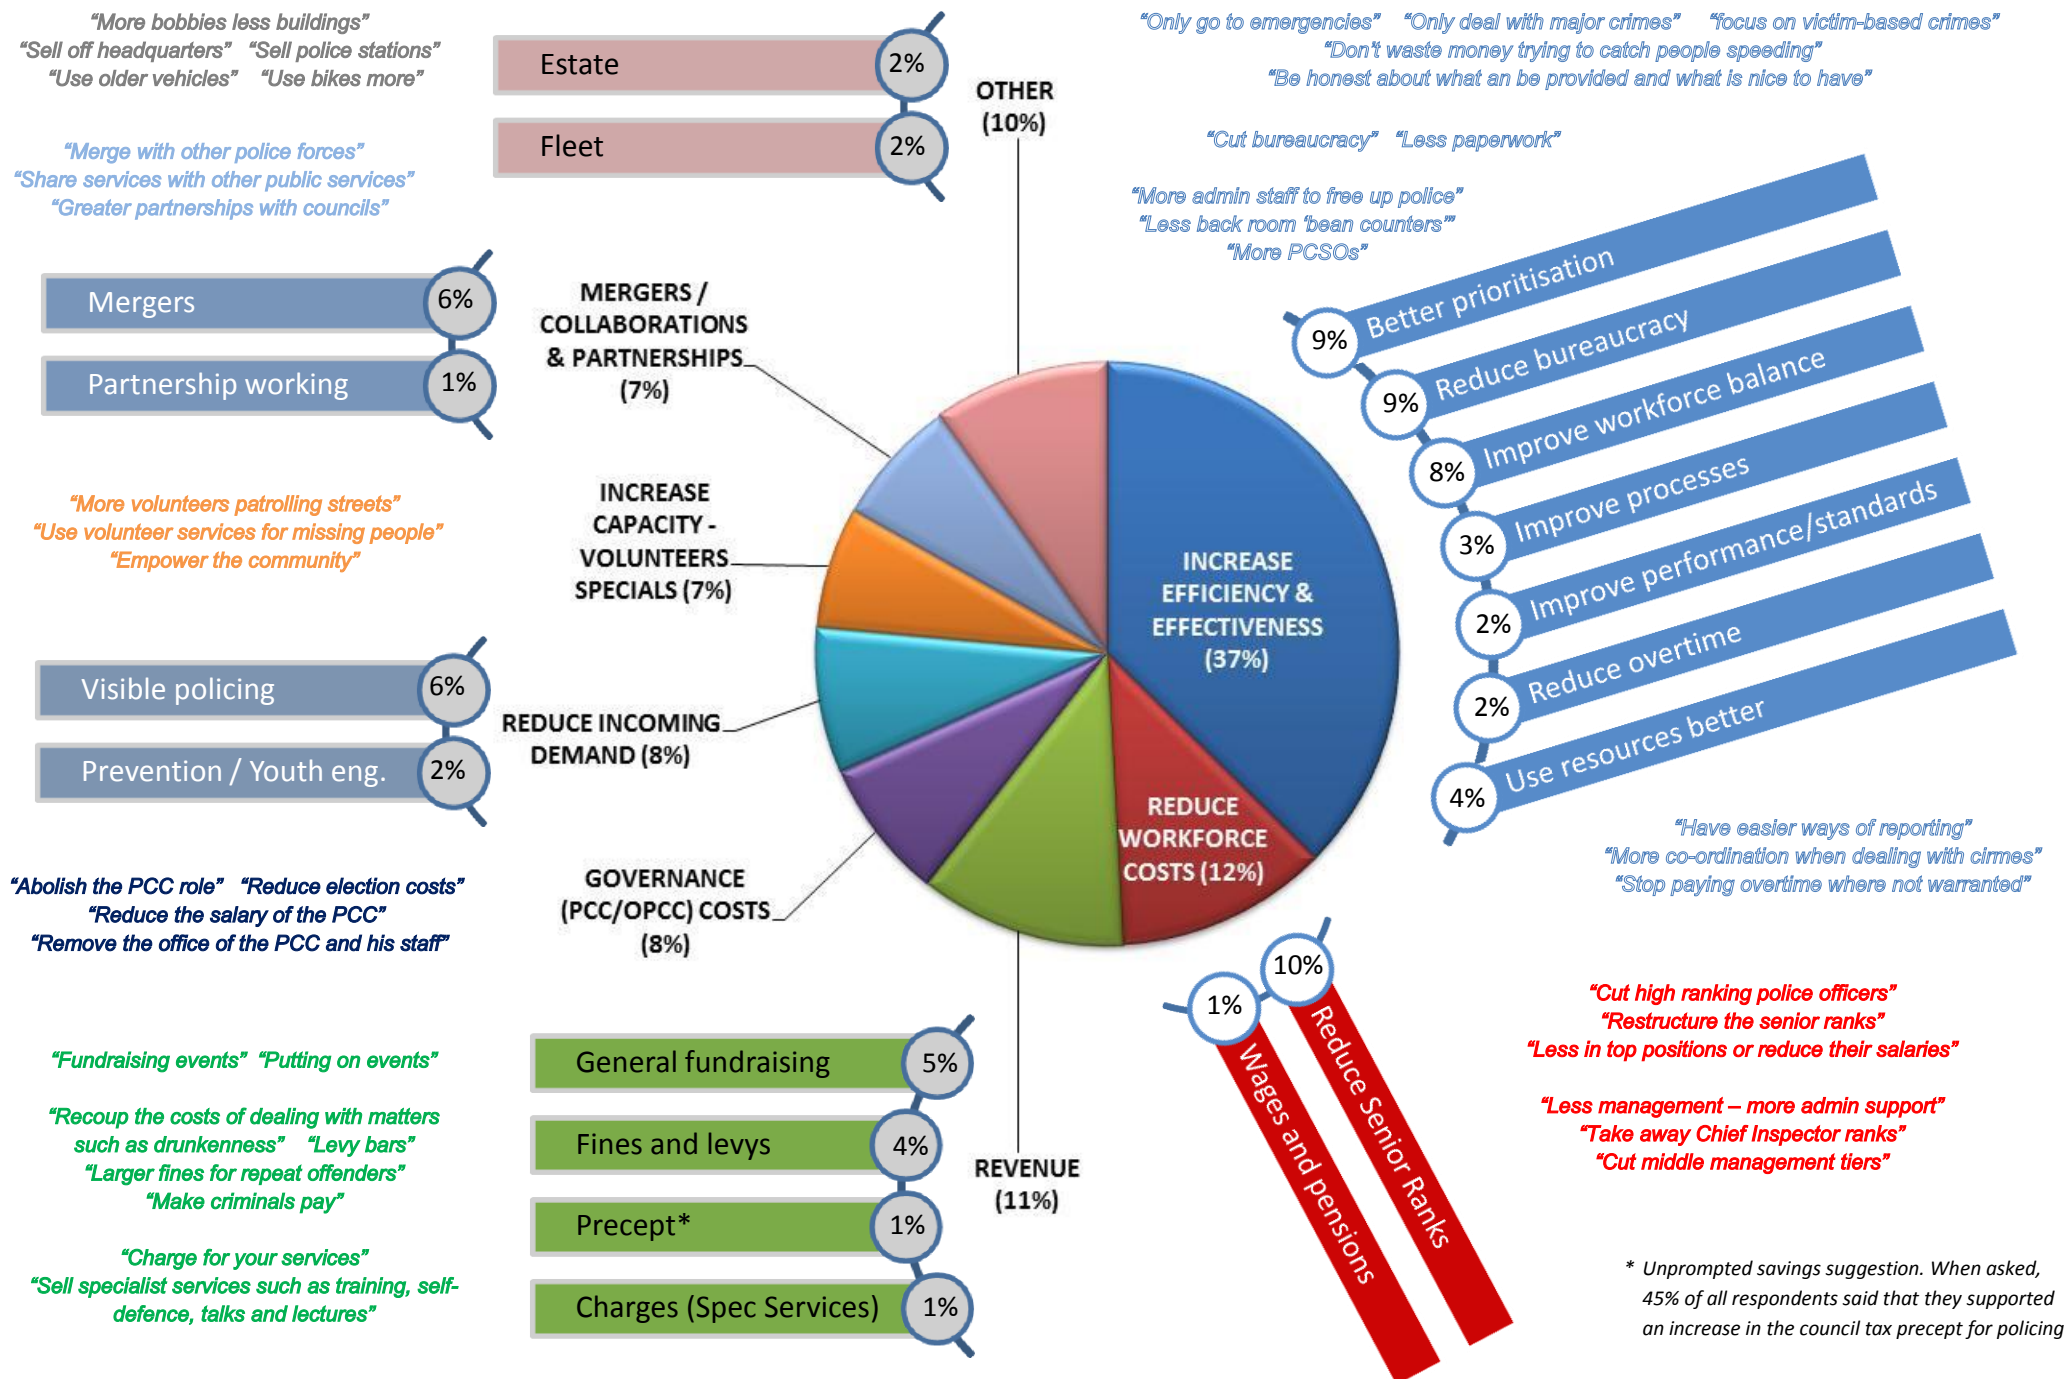 “More bobbies less buildings”
“Sell off headquarters” “Sell police stations”
“Use older vehicles” “Use bikes more”
Estate 2%
Fleet 2%
OTHER
(10%)
“Only go to emergencies” “Only deal with major crimes” “focus on victim-based crimes”
“Don't waste money trying to catch people speeding”
“Be honest about what an be provided and what is nice to have”
“Cut bureaucracy” “Less paperwork”
“More admin staff to free up police”
“Less back room ‘bean counters’”
“More PCSOs”
“Merge with other police forces”
“Share services with other public services”
“Greater partnerships with councils”
Mergers 6%
Partnership working 1%
MERGERS /
COLLABORATIONS
& PARTNERSHIPS
(7%)
9% Better prioritisation
9% Reduce bureaucracy
8% Improve workforce balance
3% Improve processes
2% Improve performance/standards
2% Reduce overtime
4% Use resources better
“More volunteers patrolling streets”
“Use volunteer services for missing people”
“Empower the community”
INCREASE
CAPACITY -
VOLUNTEERS
SPECIALS (7%)
INCREASE
EFFICIENCY &
EFFECTIVENESS
(37%)
Visible policing 6%
Prevention / Youth eng. 2%
REDUCE INCOMING
DEMAND (8%)
REDUCE
WORKFORCE
COSTS (12%)
“Have easier ways of reporting”
“More co-ordination when dealing with cirmes”
“Stop paying overtime where not warranted”
“Abolish the PCC role” “Reduce election costs”
“Reduce the salary of the PCC”
“Remove the office of the PCC and his staff”
GOVERNANCE
(PCC/OPCC) COSTS
(8%)
10% Reduce Senior Ranks
1% Wages and pensions
“Cut high ranking police officers”
“Restructure the senior ranks”
“Less in top positions or reduce their salaries”
“Less management – more admin support”
“Take away Chief Inspector ranks”
“Cut middle management tiers”
“Fundraising events” “Putting on events”
“Recoup the costs of dealing with matters
such as drunkenness” “Levy bars”
“Larger fines for repeat offenders”
“Make criminals pay”
“Charge for your services”
“Sell specialist services such as training, self-
defence, talks and lectures”
General fundraising 5%
Fines and levys 4%
Precept* 1%
Charges (Spec Services) 1%
REVENUE
(11%)
* Unprompted savings suggestion. When asked,
45% of all respondents said that they supported
an increase in the council tax precept for policing